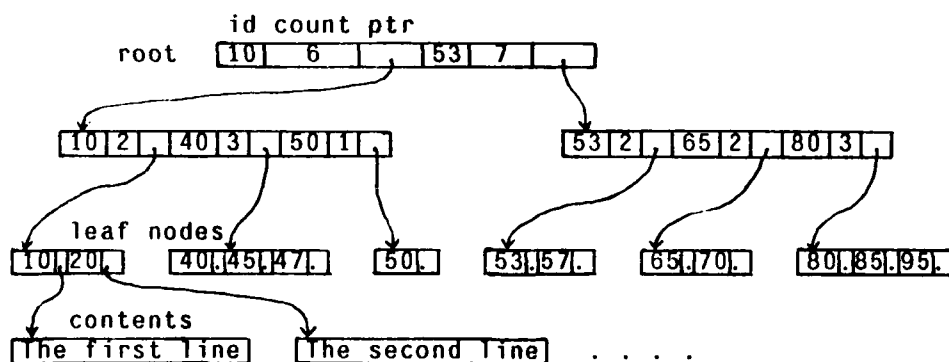 id count ptr
root 10 6 53 7
10 2 40 3 50 1 53 2 65 2 80 3
leaf nodes
10. 20. 40. 45. 47. 50. 53. 57. 65. 70. 80. 85. 95.
contents
The first line The second line . . . .